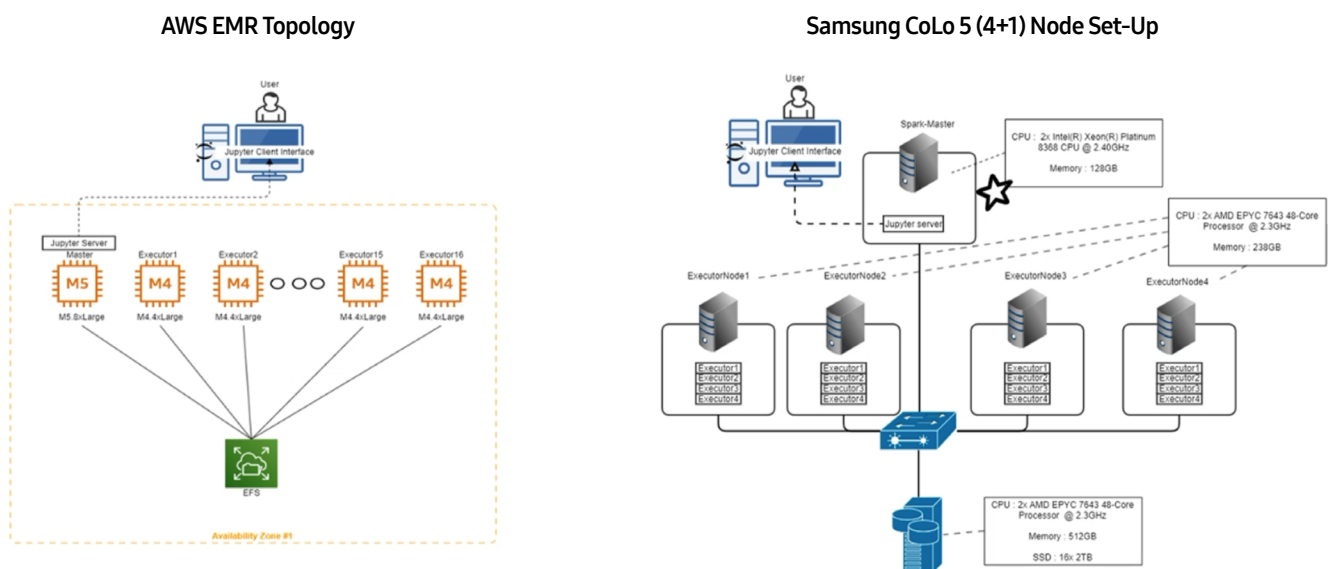 AWS EMR Topology
User
Jupyter Client Interface
Jupyter Server
Master
Executor1
Executor2
Executor15
Executor16
M5
M4
M4
M4
M4
M5.8xLarge
M4.4xLarge
M4.4xLarge
M4.4xLarge
M4.4xLarge
EFS
Availability Zone #1
Samsung CoLo 5 (4+1) Node Set-Up
User
Jupyter Client Interface
Spark-Master
Jupyter server
CPU : 2x Intel(R) Xeon(R) Platinum
8368 CPU @ 2.40GHz
Memory : 128GB
CPU : 2x AMD EPYC 7643 48-Core
Processor @ 2.3GHz
Memory : 238GB
ExecutorNode1
ExecutorNode2
ExecutorNode3
ExecutorNode4
Executor1
Executor2
Executor3
Executor4
Executor1
Executor2
Executor3
Executor4
Executor1
Executor2
Executor3
Executor4
Executor1
Executor2
Executor3
Executor4
CPU : 2x AMD EPYC 7643 48-Core
Processor @ 2.3GHz
Memory : 512GB
SSD : 16x 2TB